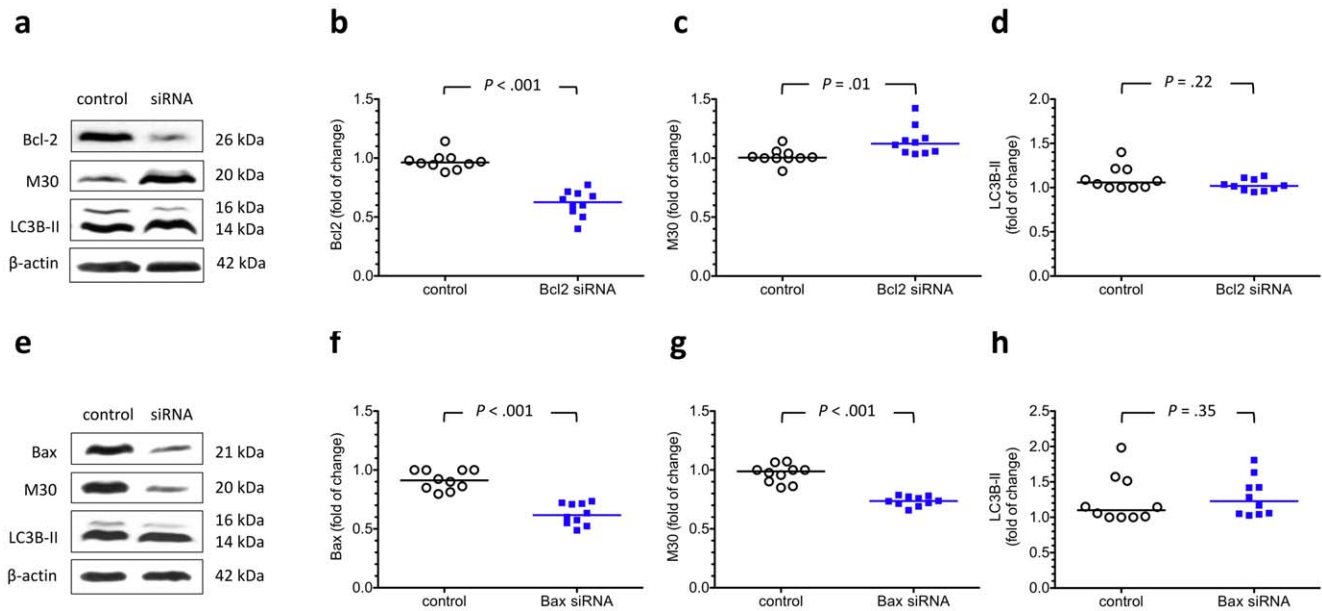 a
control siRNA
Bcl-2 26 kDa
M30 20 kDa
16 kDa
LC3B-II 14 kDa
β-actin 42 kDa
b
P < .001
Bcl2 (fold of change)
1.5
1.0
0.5
0.0
control Bcl2 siRNA
c
P = .01
M30 (fold of change)
1.5
1.0
0.5
0.0
control Bcl2 siRNA
d
P = .22
LC3B-II
(fold of change)
2.0
1.5
1.0
0.5
0.0
control Bcl2 siRNA
e
control siRNA
Bax 21 kDa
M30 20 kDa
16 kDa
LC3B-II 14 kDa
β-actin 42 kDa
f
P < .001
Bax (fold of change)
1.5
1.0
0.5
0.0
control Bax siRNA
g
P < .001
M30 (fold of change)
1.5
1.0
0.5
0.0
control Bax siRNA
h
P = .35
LC3B-II
(fold of change)
2.5
2.0
1.5
1.0
0.5
0.0
control Bax siRNA